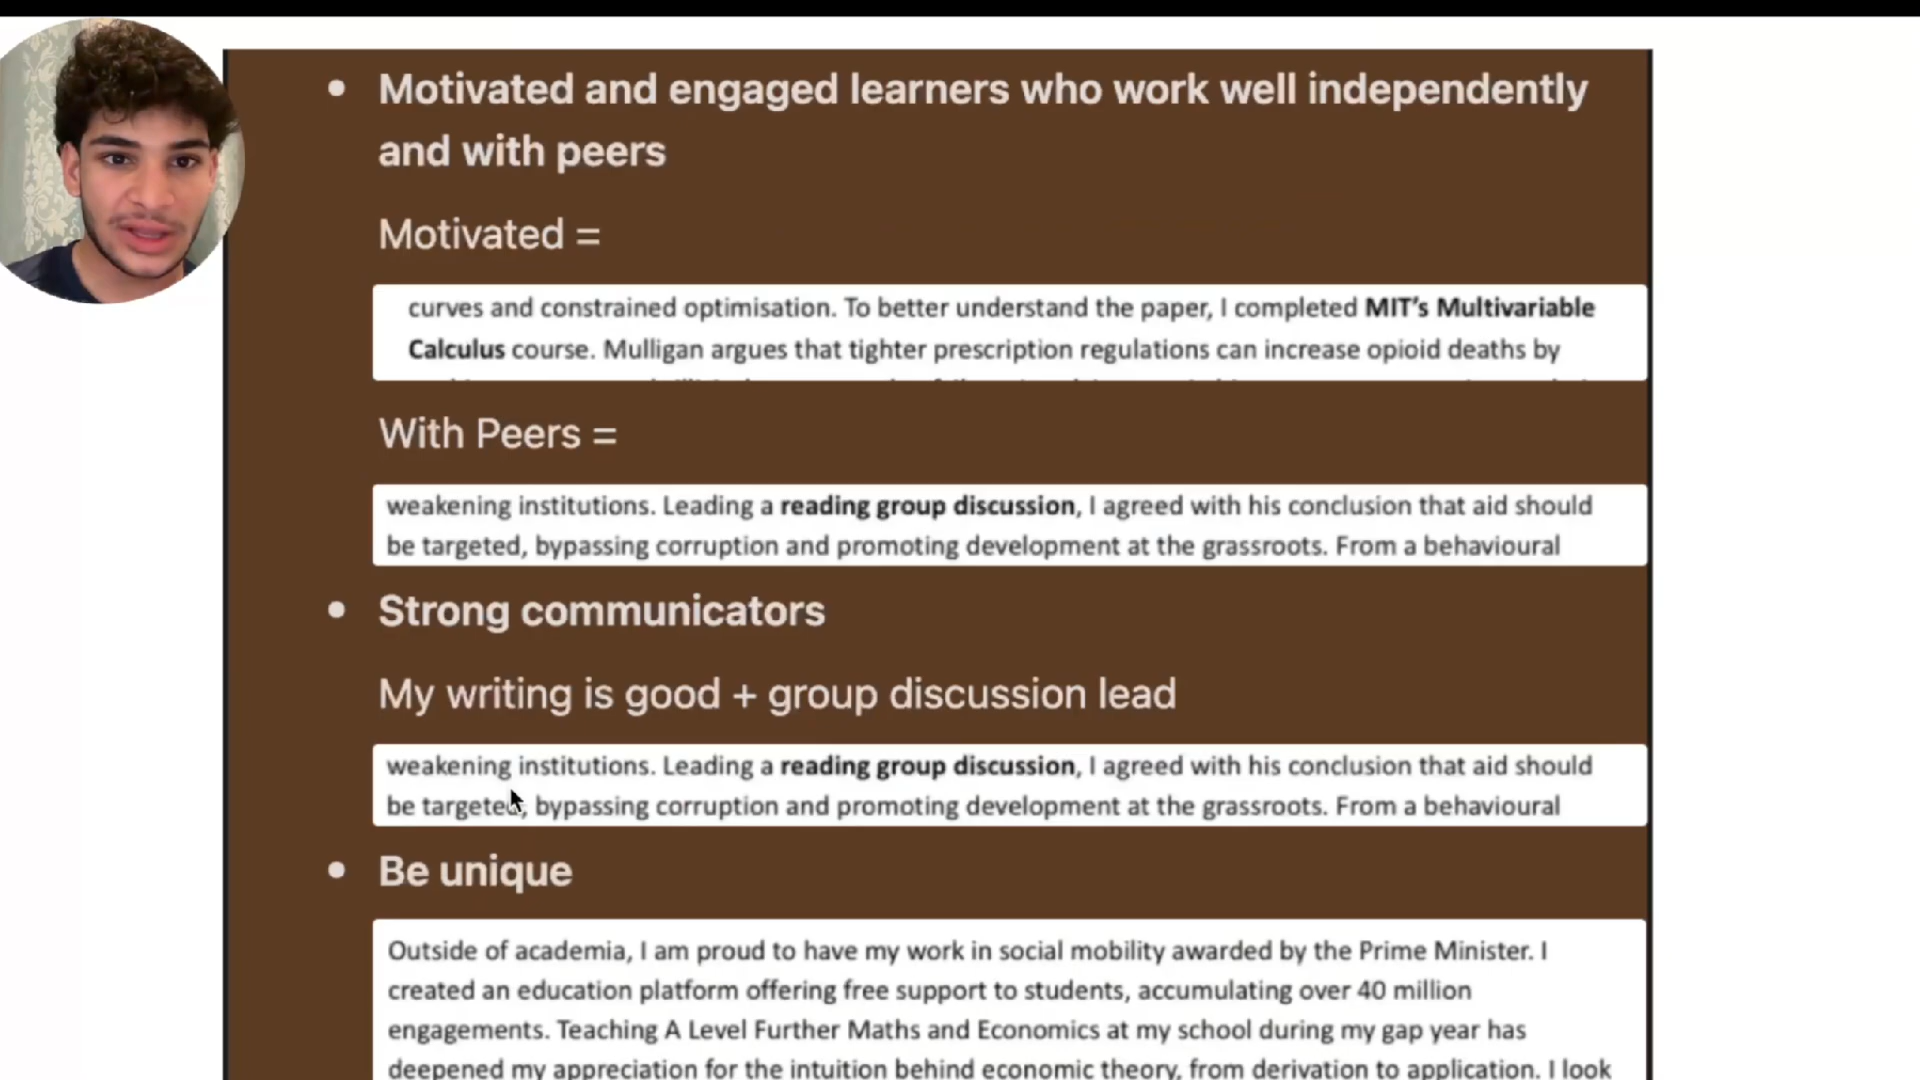 Motivated and engaged learners who work well independently
and with peers
Motivated =
curves and constrained optimisation. To better understand the paper, I completed MIT's Multivariable
Calculus course. Mulligan argues that tighter prescription regulations can increase opioid deaths by
With Peers =
weakening institutions. Leading a reading group discussion, I agreed with his conclusion that aid should
be targeted, bypassing corruption and promoting development at the grassroots. From a behavioural
Strong communicators
My writing is good + group discussion lead
weakening institutions. Leading a reading group discussion, I agreed with his conclusion that aid should
be targeted, bypassing corruption and promoting development at the grassroots. From a behavioural
Be unique
Outside of academia, I am proud to have my work in social mobility awarded by the Prime Minister. I
created an education platform offering free support to students, accumulating over 40 million
engagements. Teaching A Level Further Maths and Economics at my school during my gap year has
deepened my appreciation for the intuition behind economic theory, from derivation to application. I look